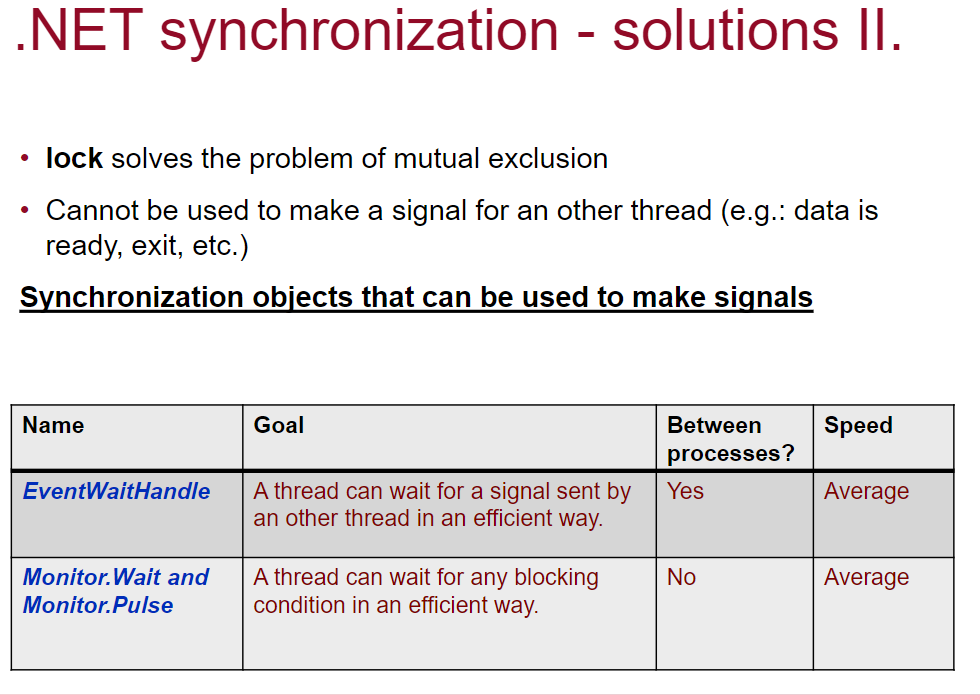 .NET synchronization - solutions II.
• lock solves the problem of mutual exclusion
• Cannot be used to make a signal for an other thread (e.g.: data is
ready, exit, etc.)
Synchronization objects that can be used to make signals
Name
Goal
Between
processes?
Speed
EventWaitHandle
A thread can wait for a signal sent by
an other thread in an efficient way.
Yes
Average
Monitor.Wait and
Monitor.Pulse
A thread can wait for any blocking
condition in an efficient way.
No
Average